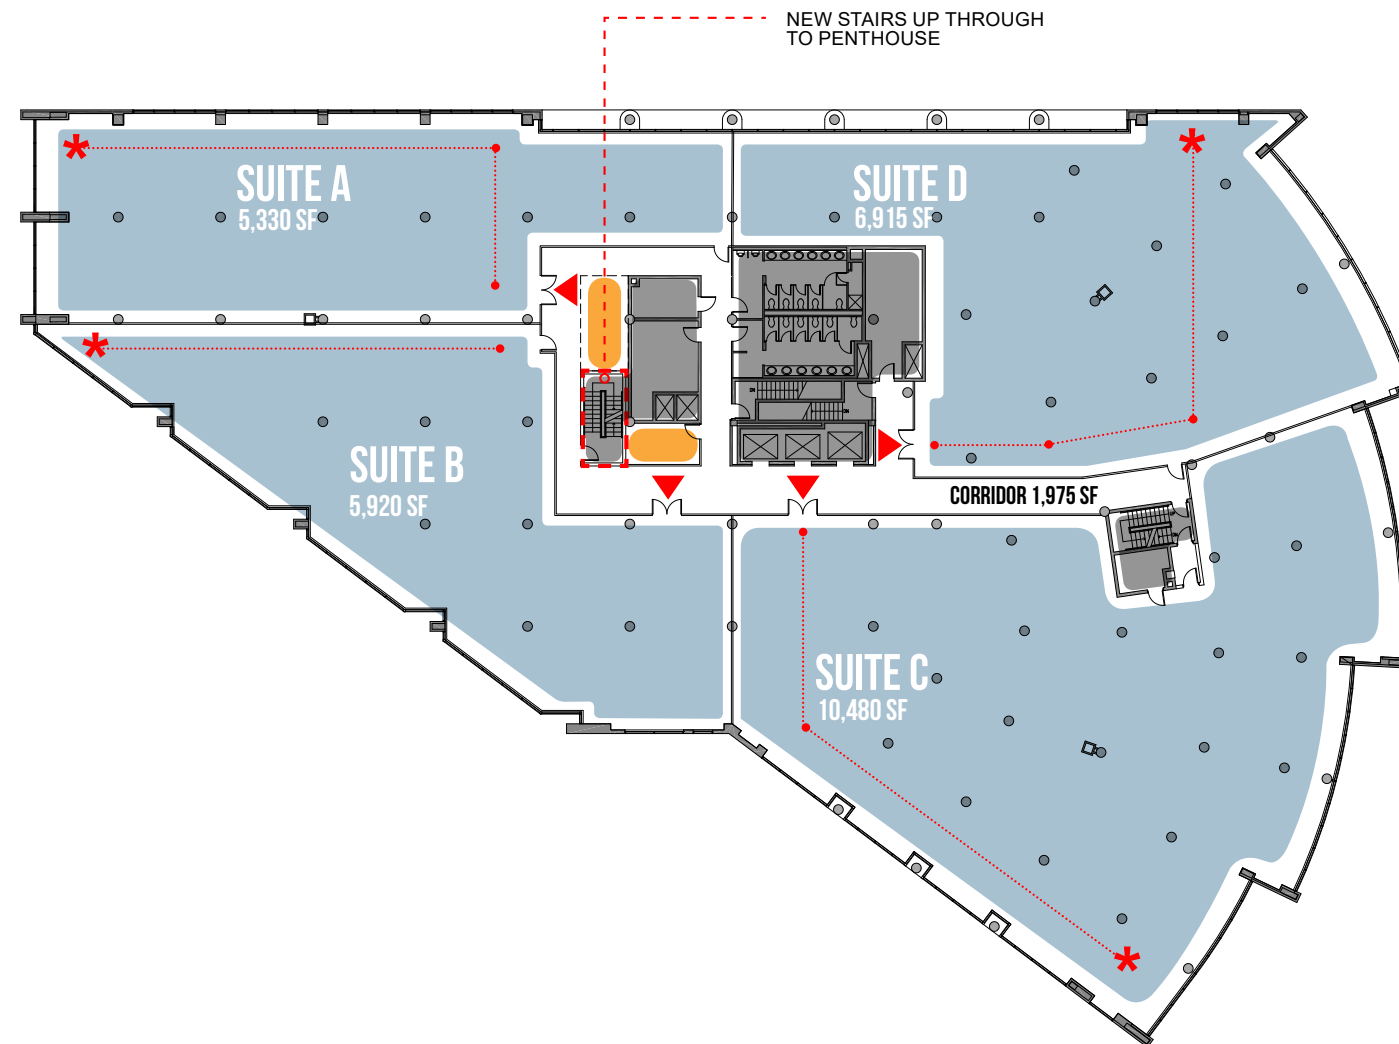 NEW STAIRS UP THROUGH
TO PENTHOUSE
SUITE A
5,330 SF
SUITE D
6,915 SF
SUITE B
5,920 SF
CORRIDOR 1,975 SF
SUITE C
10,480 SF